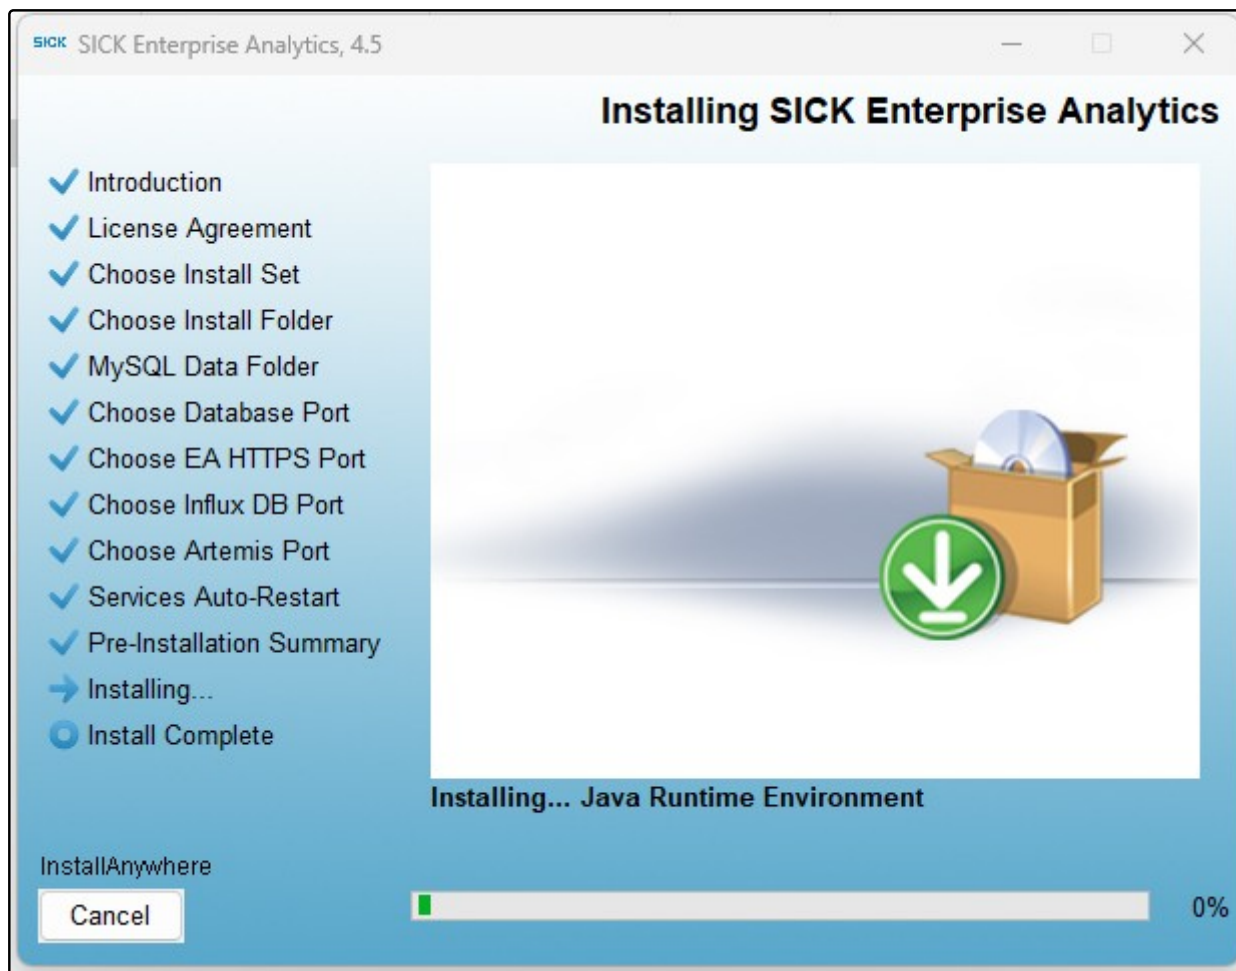 SICK SICK Enterprise Analytics, 4.5
Installing SICK Enterprise Analytics
Introduction
License Agreement
Choose Install Set
Choose Install Folder
MySQL Data Folder
Choose Database Port
Choose EA HTTPS Port
Choose Influx DB Port
Choose Artemis Port
Services Auto-Restart
Pre-Installation Summary
Installing...
Install Complete
Installing... Java Runtime Environment
InstallAnywhere
Cancel
0%